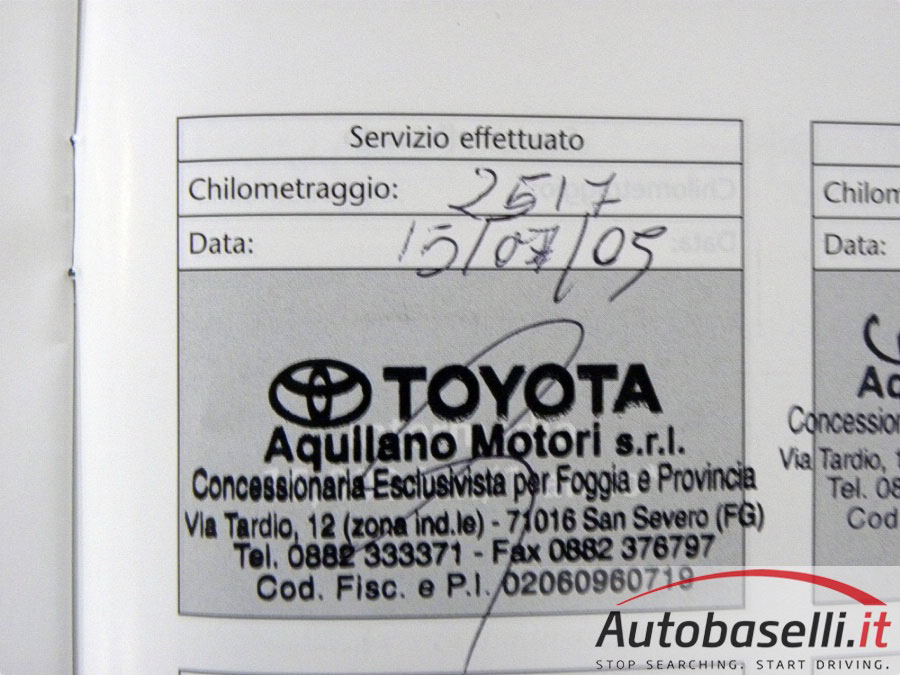 Servizio effettuato
Chilometraggio: 2517
Data: 15/07/09
TOYOTA
Aquilano Motori s.r.l.
Concessionaria Esclusivista per Foggia e Provincia
Via Tardio, 12 (zona ind.le) - 71016 San Severo (FG)
Tel. 0882 333371 - Fax 0882 376797
Cod. Fisc. e P.I. 02060960719
Chilom
Data:
Aq
Concession
Via Tardio, 1
Tel. 08
Cod
Autobaselli.it
STOP SEARCHING. START DRIVING.